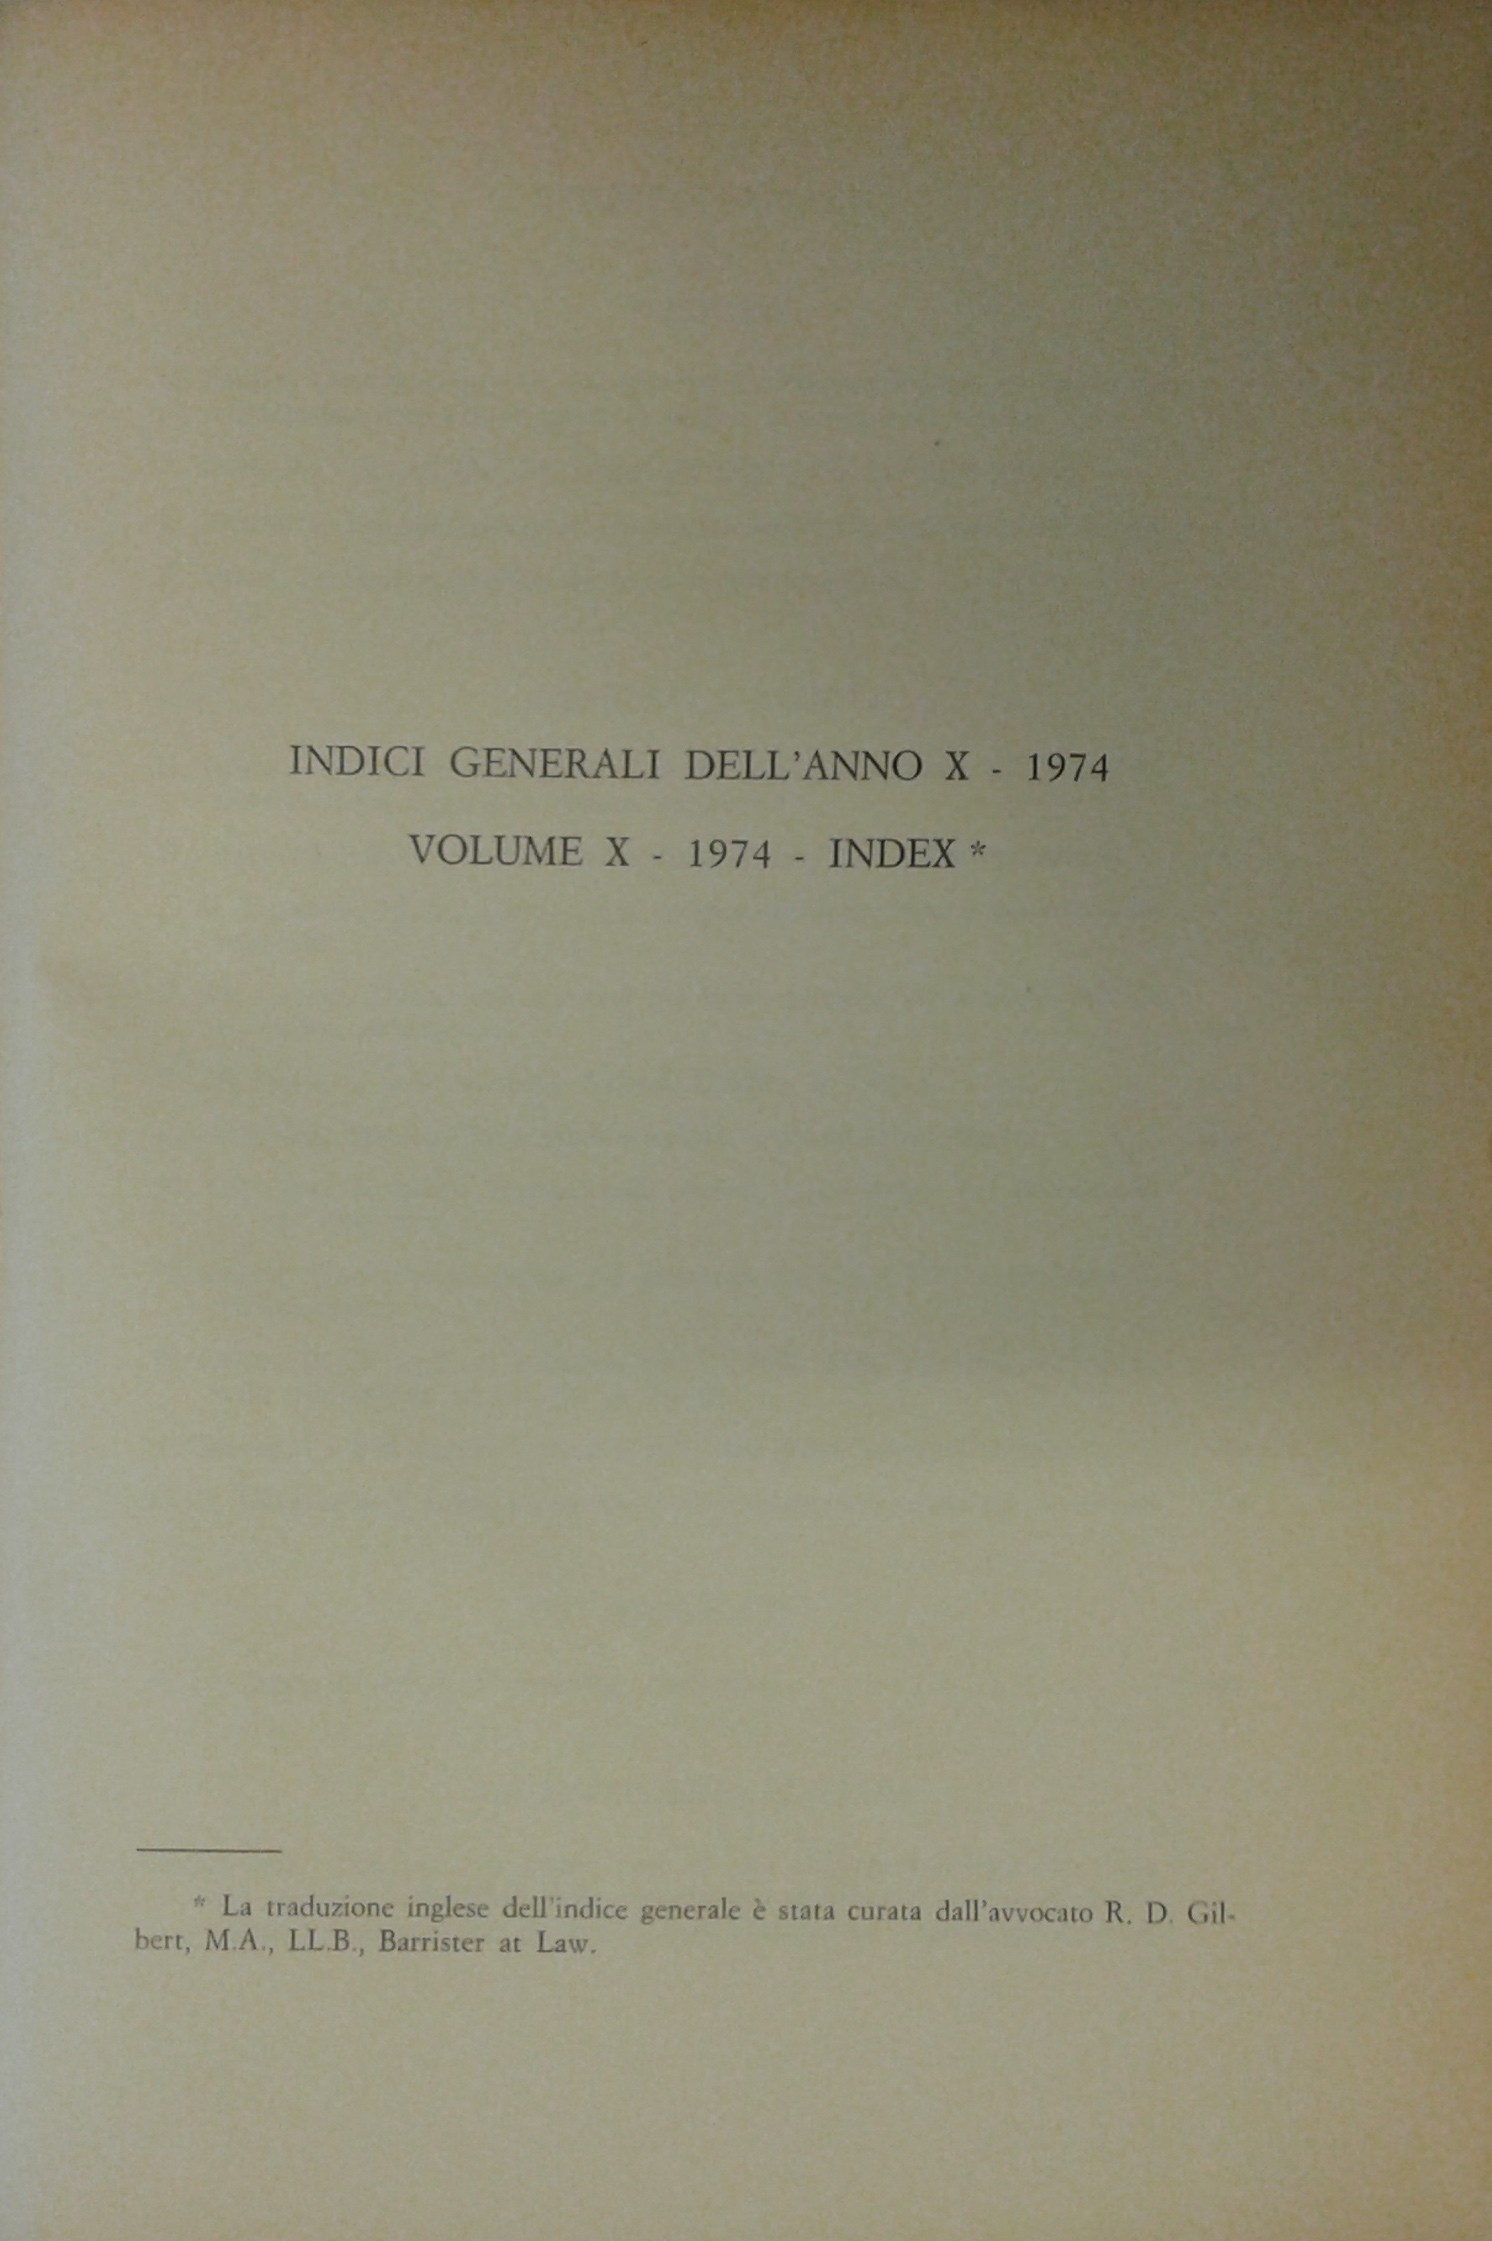 INDICI GENERALI DELL'ANNO X - 1974
VOLUME X - 1974 - INDEX *
* La traduzione inglese dell'indice generale è stata curata dall'avvocato R. D. Gil-
bert, M.A., LL.B., Barrister at Law.